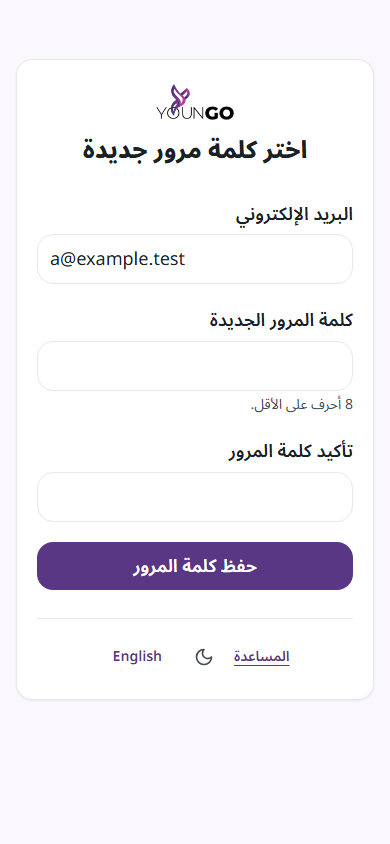 YOUNGO
اختر كلمة مرور جديدة
البريد الإلكتروني
a@example.test
كلمة المرور الجديدة
8 أحرف على الأقل.
تأكيد كلمة المرور
حفظ كلمة المرور
المساعدة English